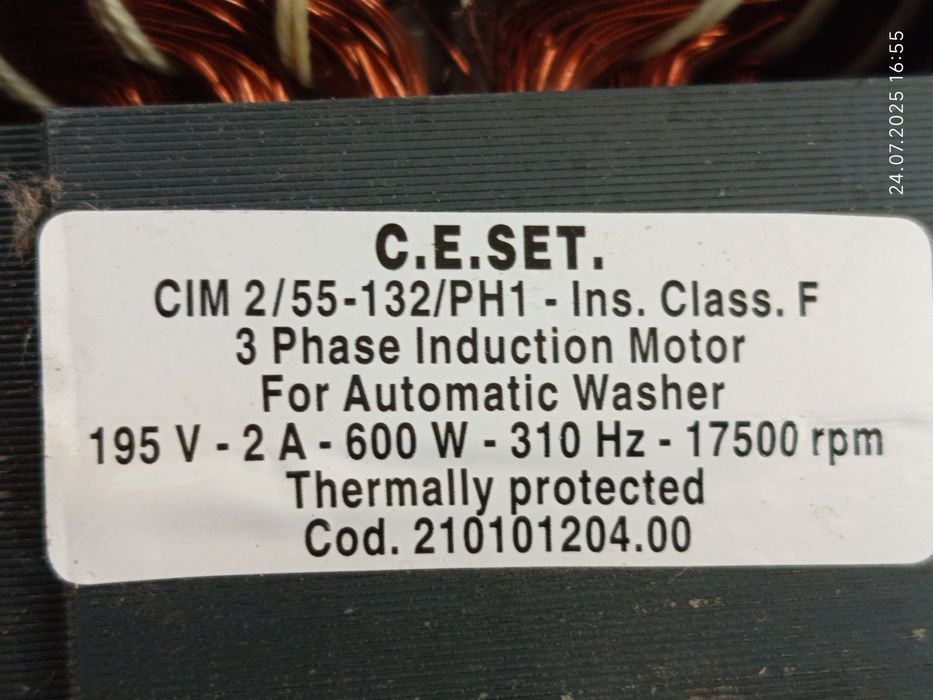 C.E.SET.
CIM 2/55-132/PH1 - Ins. Class. F
3 Phase Induction Motor
For Automatic Washer
195 V - 2 A - 600 W - 310 Hz - 17500 rpm
Thermally protected
Cod. 210101204.00
24.07.2025 16:55